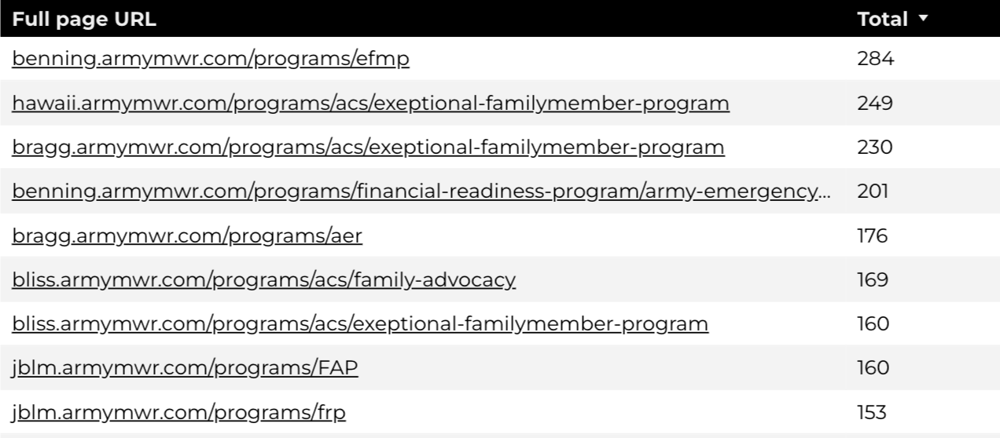 Full page URL Total ▼
benning.armymwr.com/programs/efmp 284
hawaii.armymwr.com/programs/acs/exeptional-familymember-program 249
bragg.armymwr.com/programs/acs/exeptional-familymember-program 230
benning.armymwr.com/programs/financial-readiness-program/army-emergency... 201
bragg.armymwr.com/programs/aer 176
bliss.armymwr.com/programs/acs/family-advocacy 169
bliss.armymwr.com/programs/acs/exeptional-familymember-program 160
jblm.armymwr.com/programs/FAP 160
jblm.armymwr.com/programs/frp 153